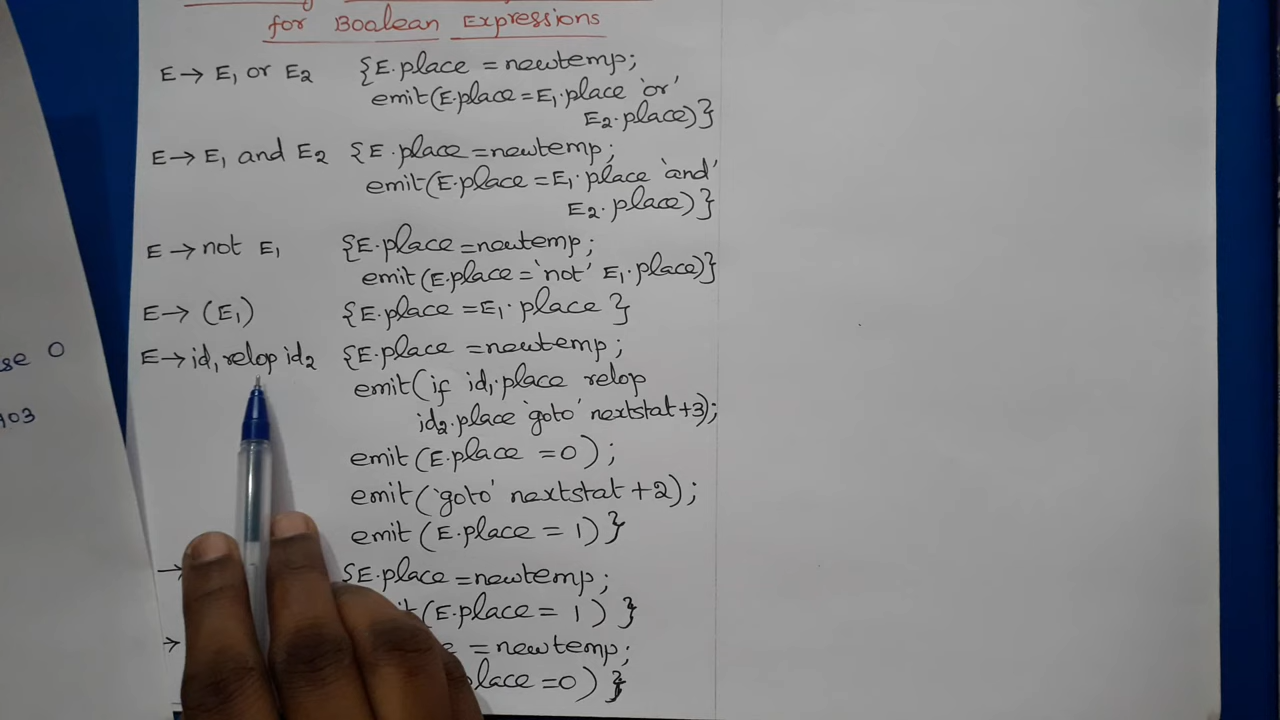 for Boolean Expressions
E → E₁ or E₂ {E.place = newtemp;
emit(E.place = E₁.place 'or'
E₂.place)}
E → E₁ and E₂ {E.place = newtemp;
emit(E.place = E₁.place 'and'
E₂.place)}
E → not E₁ {E.place = newtemp;
emit(E.place = 'not' E₁.place)}
E → (E₁) {E.place = E₁.place }
E → id₁ relop id₂ {E.place = newtemp;
emit(if id₁.place relop
id₂.place 'goto' nextstat+3);
emit (E.place = 0);
emit('goto' nextstat + 2);
emit (E.place = 1) }
→ {E.place = newtemp;
(E.place = 1) }
→ = newtemp;
place = 0) }
se 0
103